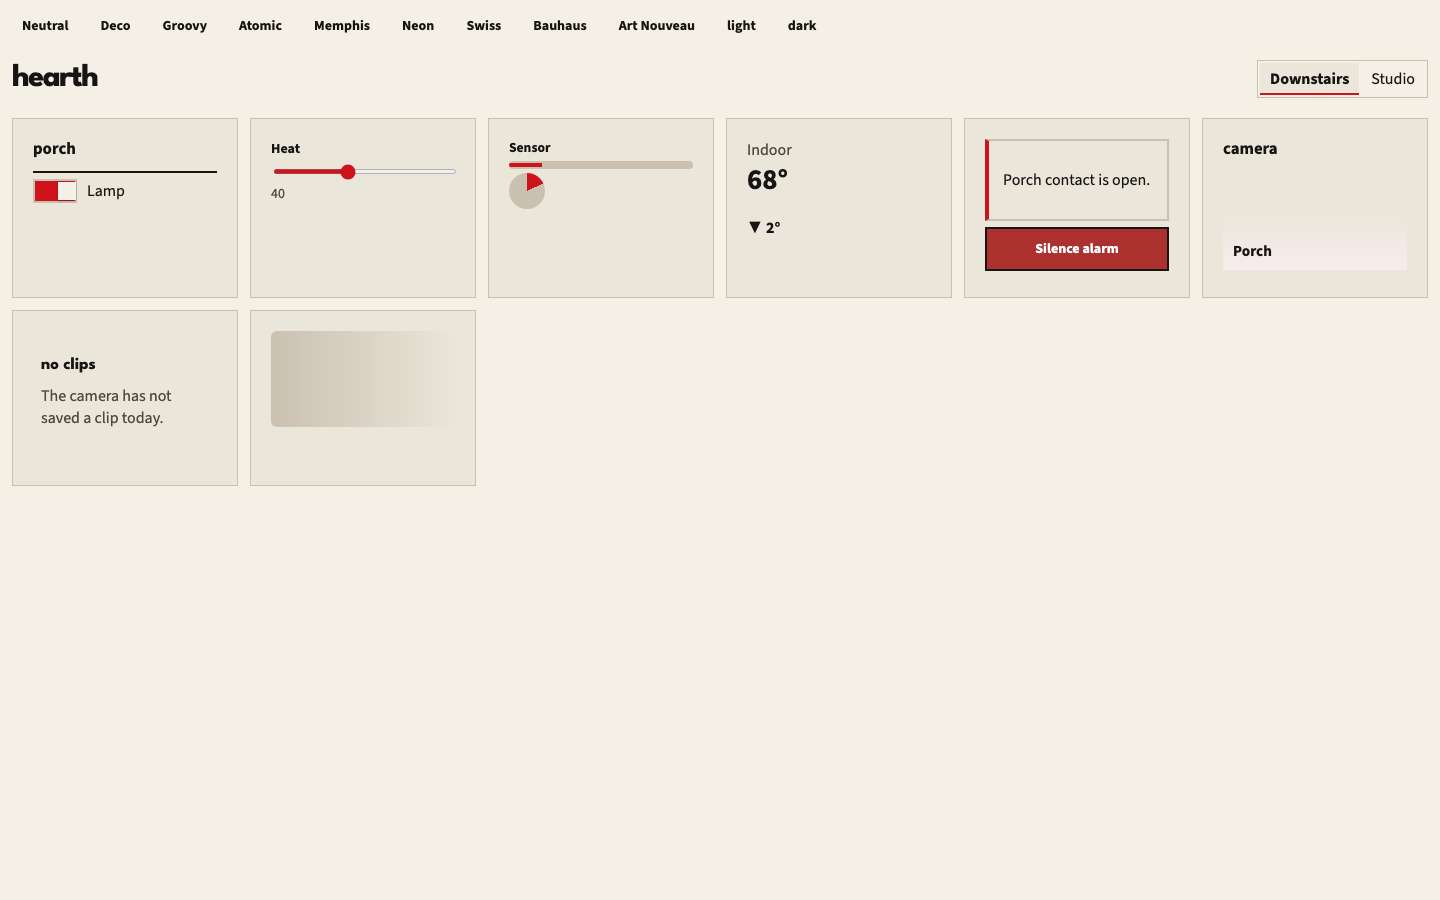 Neutral Deco Groovy Atomic Memphis Neon Swiss Bauhaus Art Nouveau light dark
hearth
Downstairs Studio
porch
Lamp
Heat
40
Sensor
Indoor
68°
▼ 2°
Porch contact is open.
Silence alarm
camera
Porch
no clips
The camera has not
saved a clip today.